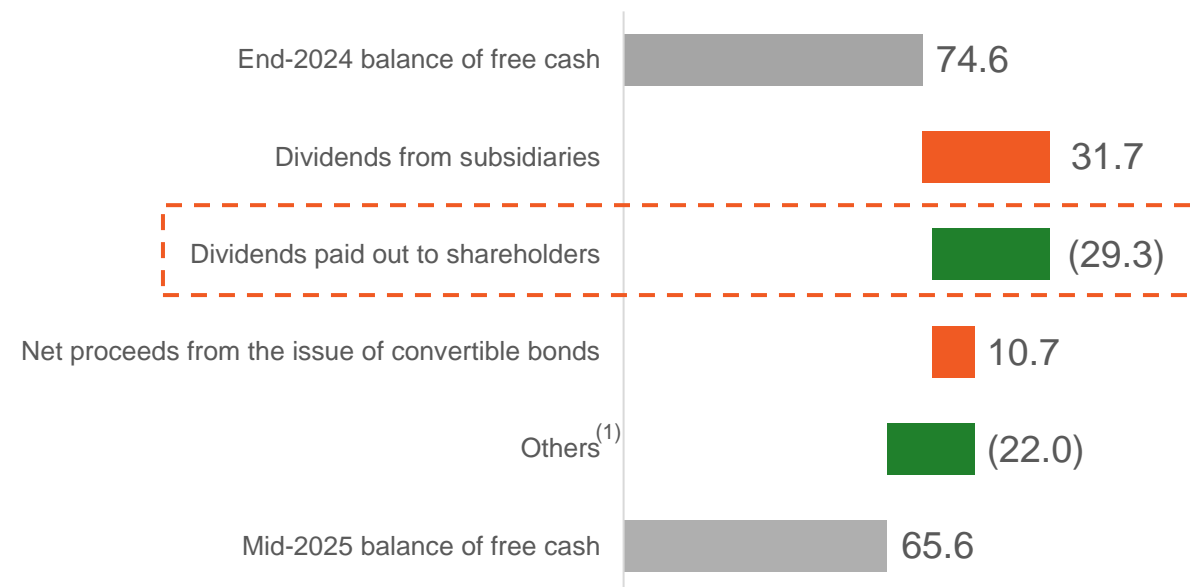 End-2024 balance of free cash 74.6
Dividends from subsidiaries 31.7
Dividends paid out to shareholders (29.3)
Net proceeds from the issue of convertible bonds 10.7
Others(1) (22.0)
Mid-2025 balance of free cash 65.6